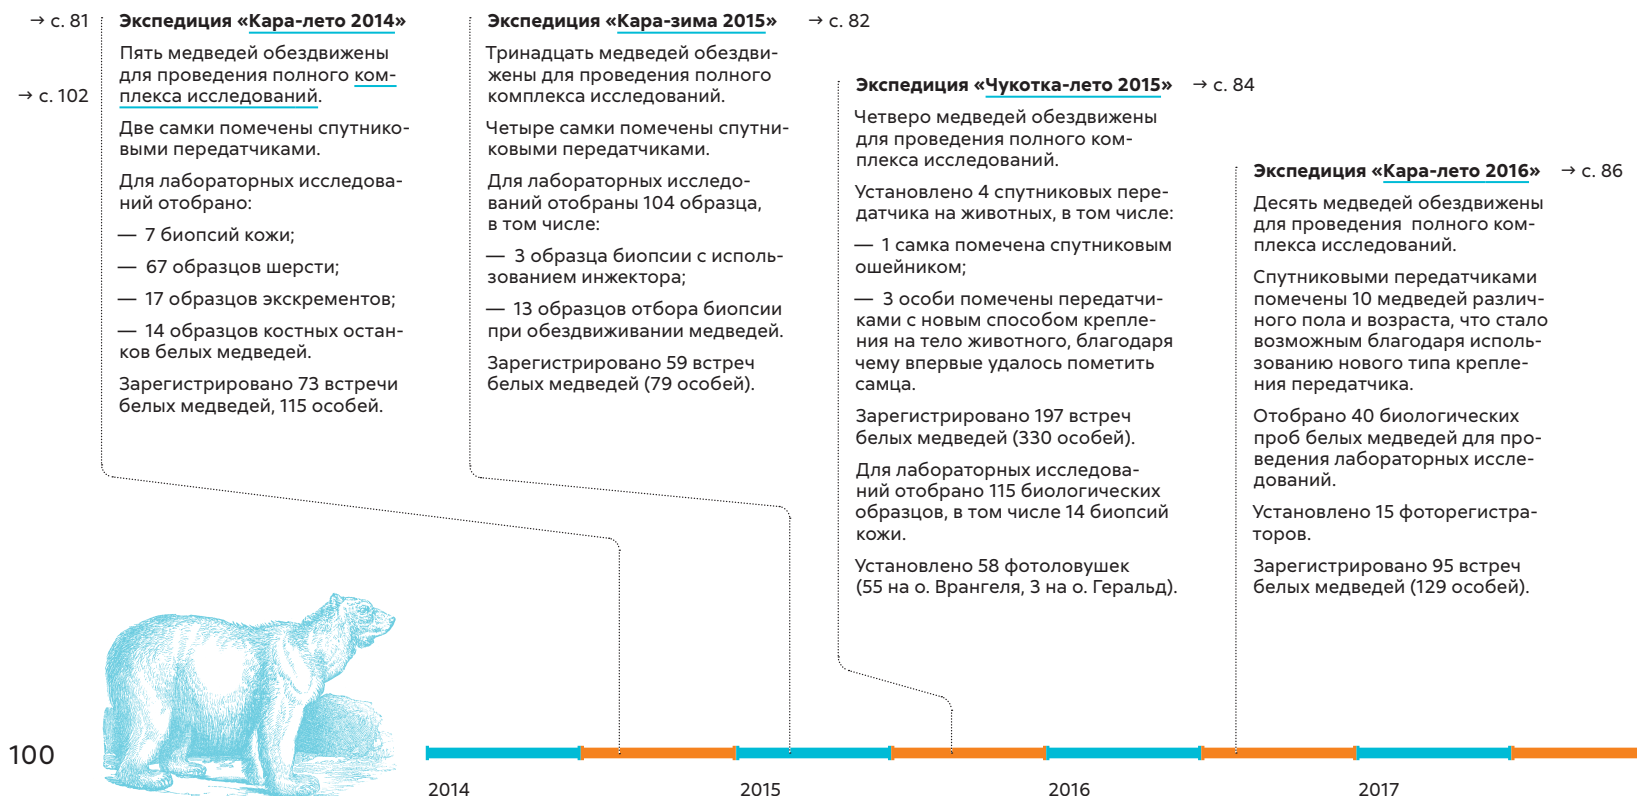 → с. 81
Экспедиция «Кара-лето 2014»
Пять медведей обездвижены
для проведения полного ком-
плекса исследований.
→ с. 102
Две самки помечены спутнико-
выми передатчиками.
Для лабораторных исследова-
ний отобрано:
— 7 биопсий кожи;
— 67 образцов шерсти;
— 17 образцов экскрементов;
— 14 образцов костных остан-
ков белых медведей.
Зарегистрировано 73 встречи
белых медведей, 115 особей.
Экспедиция «Кара-зима 2015»
→ с. 82
Тринадцать медведей обездви-
жены для проведения полного
комплекса исследований.
Четыре самки помечены спутни-
ковыми передатчиками.
Для лабораторных исследо-
ваний отобраны 104 образца,
в том числе:
— 3 образца биопсии с исполь-
зованием инжектора;
— 13 образцов отбора биопсии
при обездвиживании медведей.
Зарегистрировано 59 встреч
белых медведей (79 особей).
Экспедиция «Чукотка-лето 2015»
→ с. 84
Четверо медведей обездвижены
для проведения полного ком-
плекса исследований.
Установлено 4 спутниковых пере-
датчика на животных, в том числе:
— 1 самка помечена спутниковым
ошейником;
— 3 особи помечены передатчи-
ками с новым способом крепле-
ния на тело животного, благодаря
чему впервые удалось пометить
самца.
Зарегистрировано 197 встреч
белых медведей (330 особей).
Для лабораторных исследова-
ний отобрано 115 биологических
образцов, в том числе 14 биопсий
кожи.
Установлено 58 фотоловушек
(55 на о. Врангеля, 3 на о. Геральд).
Экспедиция «Кара-лето 2016»
→ с. 86
Десять медведей обездвижены
для проведения полного ком-
плекса исследований.
Спутниковыми передатчиками
помечены 10 медведей различ-
ного пола и возраста, что стало
возможным благодаря исполь-
зованию нового типа крепле-
ния передатчика.
Отобрано 40 биологических
проб белых медведей для про-
ведения лабораторных иссле-
дований.
Установлено 15 фоторегистра-
торов.
Зарегистрировано 95 встреч
белых медведей (129 особей).
100
2014
2015
2016
2017